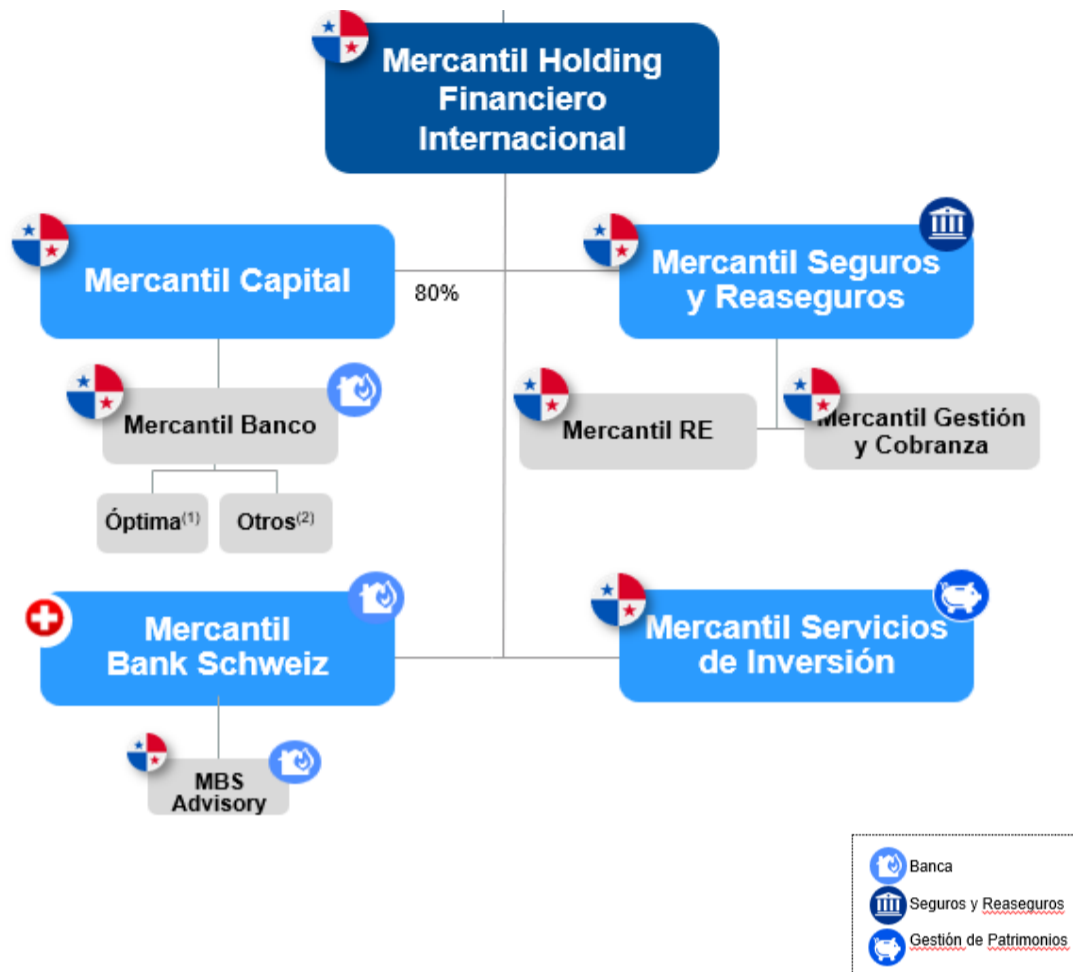 Mercantil Holding
Financiero
Internacional
Mercantil Capital
80%
Mercantil Seguros
y Reaseguros
Mercantil Banco
Mercantil RE
Mercantil Gestión
y Cobranza
Óptima(1)
Otros(2)
Mercantil
Bank Schweiz
Mercantil Servicios
de Inversión
MBS
Advisory
Banca
Seguros y Reaseguros
Gestión de Patrimonios